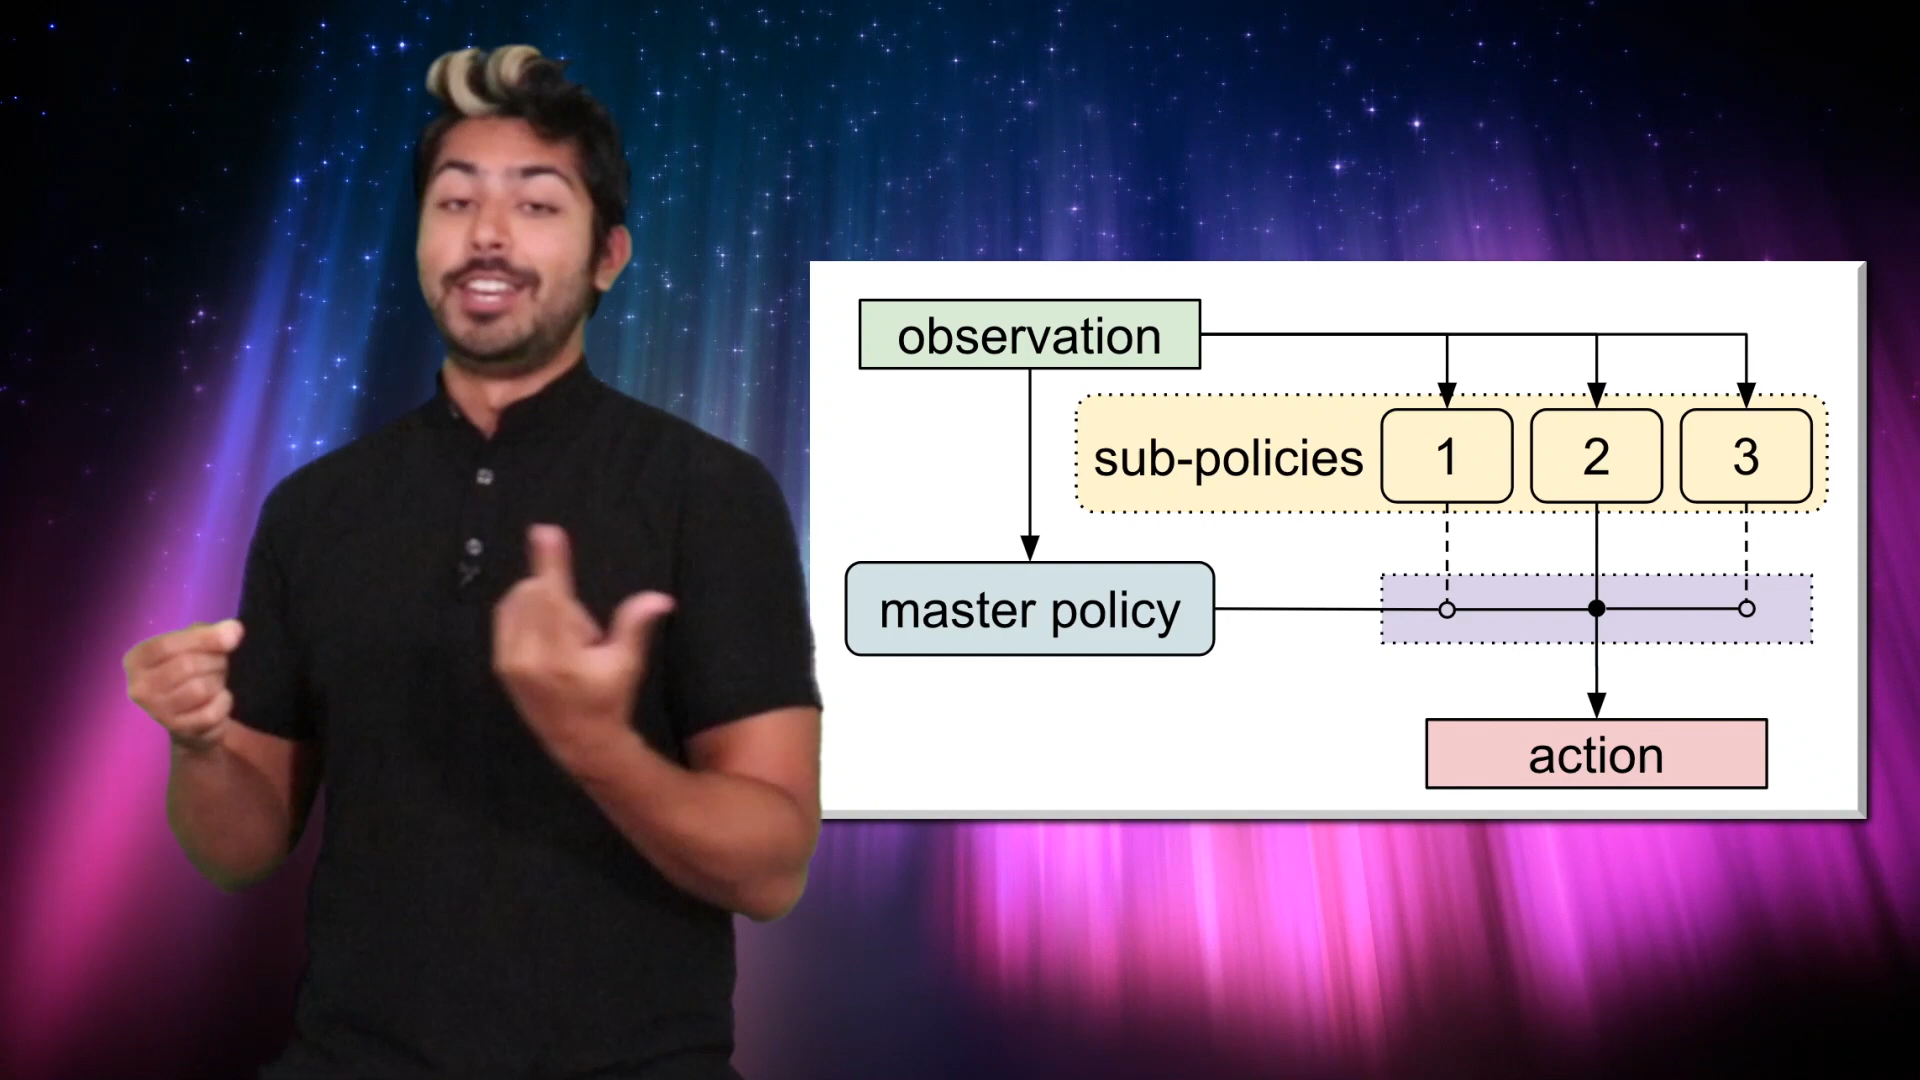 observation
sub-policies 1 2 3
master policy
action